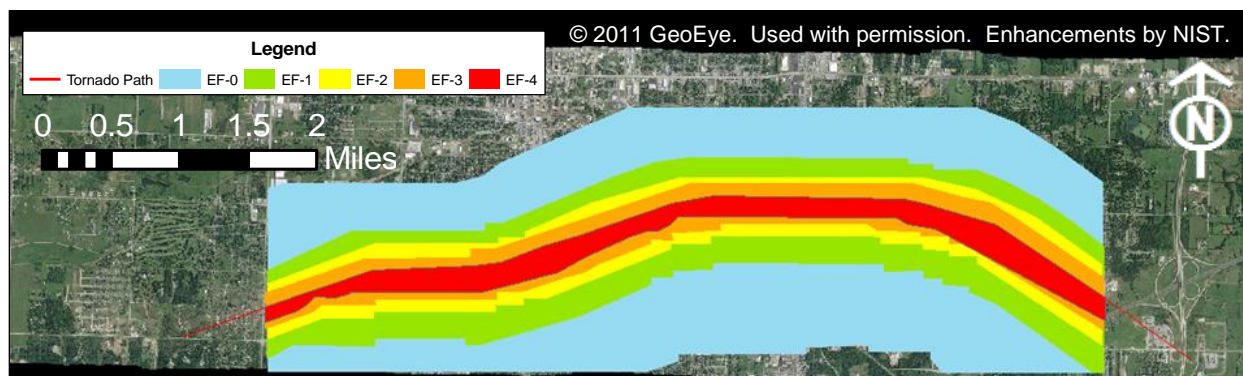 © 2011 GeoEye. Used with permission. Enhancements by NIST.
Legend
Tornado Path EF-0 EF-1 EF-2 EF-3 EF-4
0 0.5 1 1.5 2
Miles
N